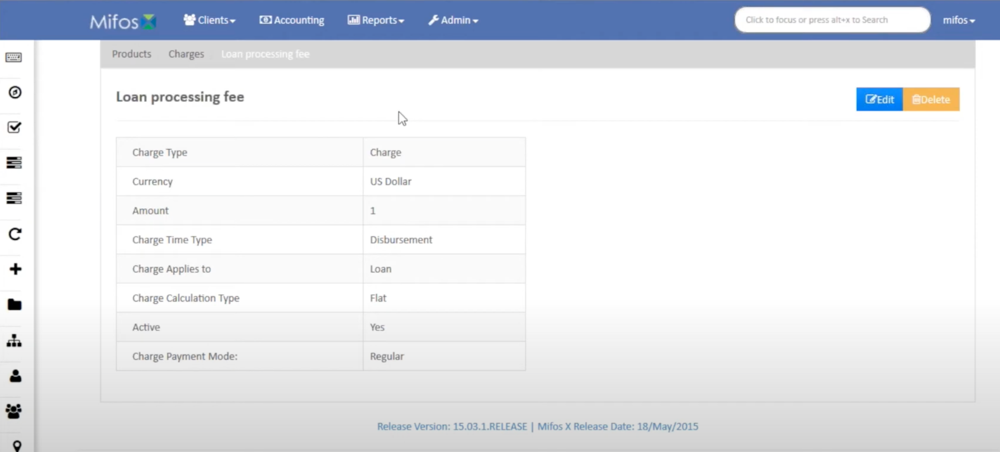 Mifos Clients Accounting Reports Admin Click to focus or press alt+x to Search mifos
Products Charges Loan processing fee
Loan processing fee Edit Delete
Charge Type Charge
Currency US Dollar
Amount 1
Charge Time Type Disbursement
Charge Applies to Loan
Charge Calculation Type Flat
Active Yes
Charge Payment Mode: Regular
Release Version: 15.03.1.RELEASE | Mifos X Release Date: 18/May/2015